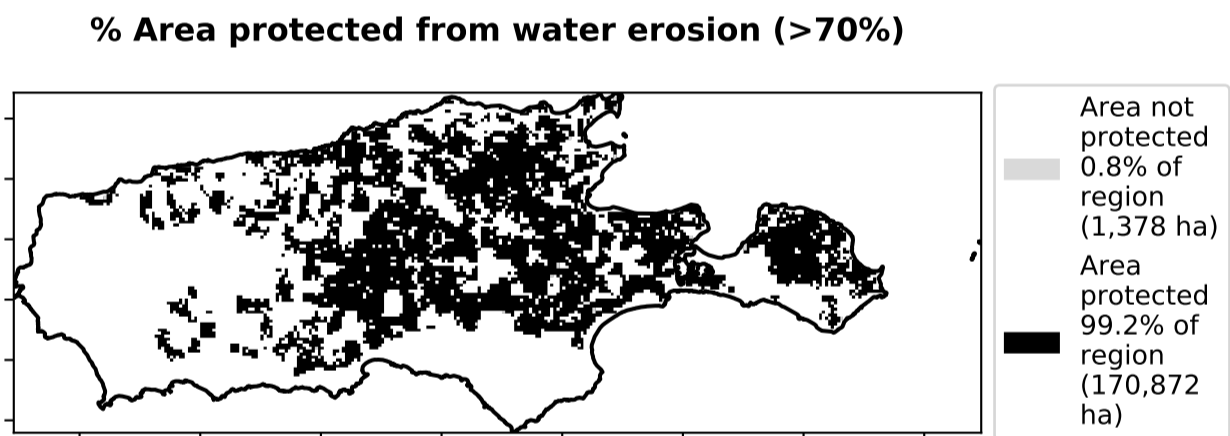 % Area protected from water erosion (>70%)
Area not
protected
0.8% of
region
(1,378 ha)
Area
protected
99.2% of
region
(170,872
ha)